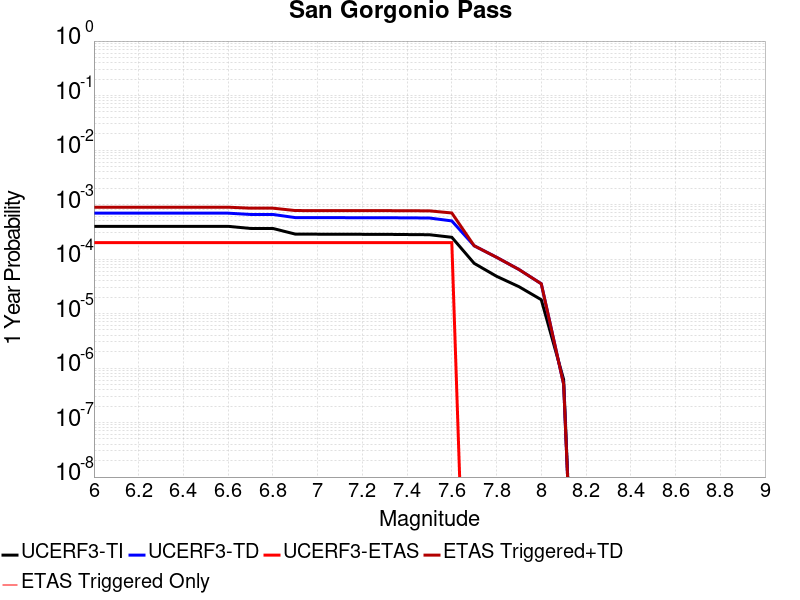 San Gorgonio Pass
10^0
10^-1
10^-2
10^-3
10^-4
10^-5
10^-6
10^-7
10^-8
1 Year Probability
6 6.2 6.4 6.6 6.8 7 7.2 7.4 7.6 7.8 8 8.2 8.4 8.6 8.8 9
Magnitude
UCERF3-TI UCERF3-TD UCERF3-ETAS ETAS Triggered+TD
ETAS Triggered Only